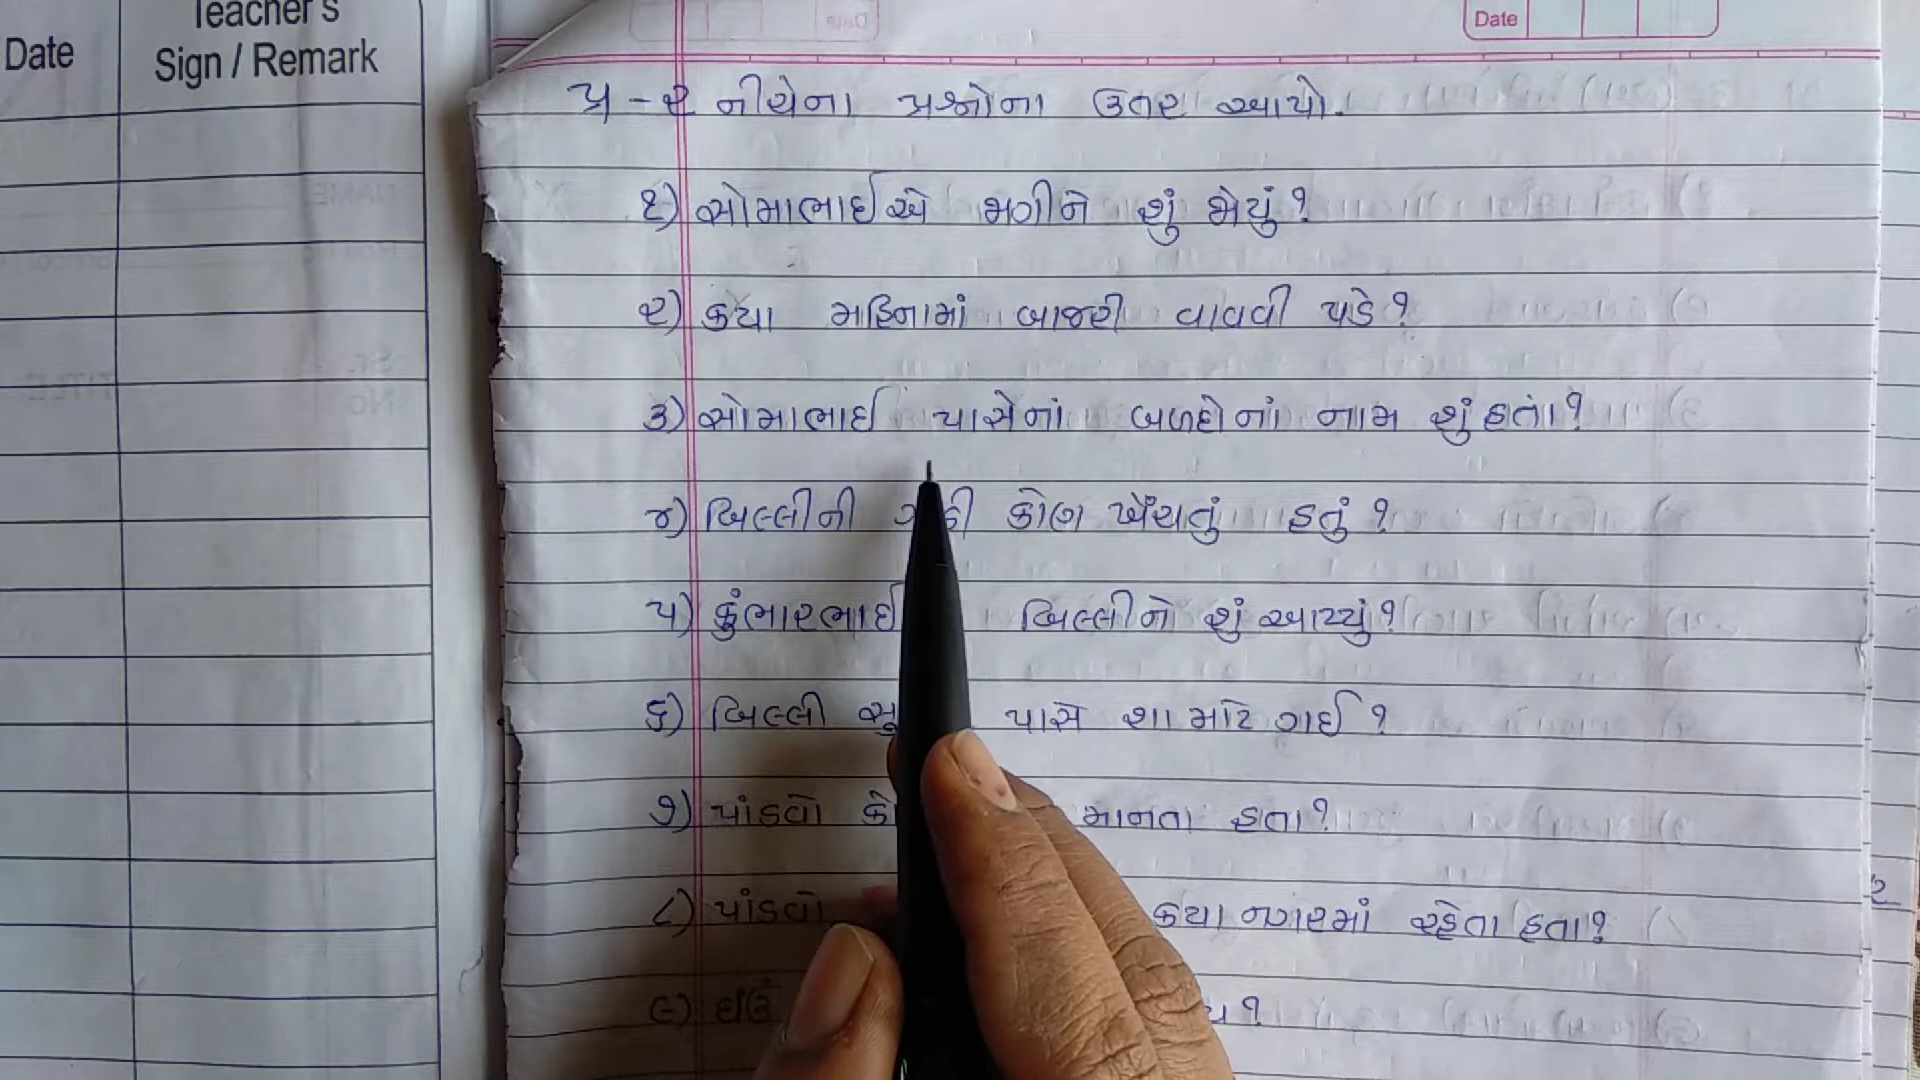 Teacher's
Date Sign / Remark
Date
પ્ર - ૨ નીચેના પ્રશ્નોના ઉતર આપો.
૧) સોમાભાઈએ ભગીને શું ભેયું?
૨) કયા મહિનામાં બાજરી વાવવી પડે?
૩) સોમાભાઈ પાસેનાં બળદોનાં નામ શું હતાં?
૪) બિલ્લીની કોણ ખેંચતું હતું?
૫) કુંભારભાઈ બિલ્લીને શું આપ્યું?
૬) બિલ્લી પાસે શા માટે ગઈ?
૭) પાંડવો માનતા હતા?
૮) પાંડવો કયા નગરમાં રહેતા હતા?
૯)